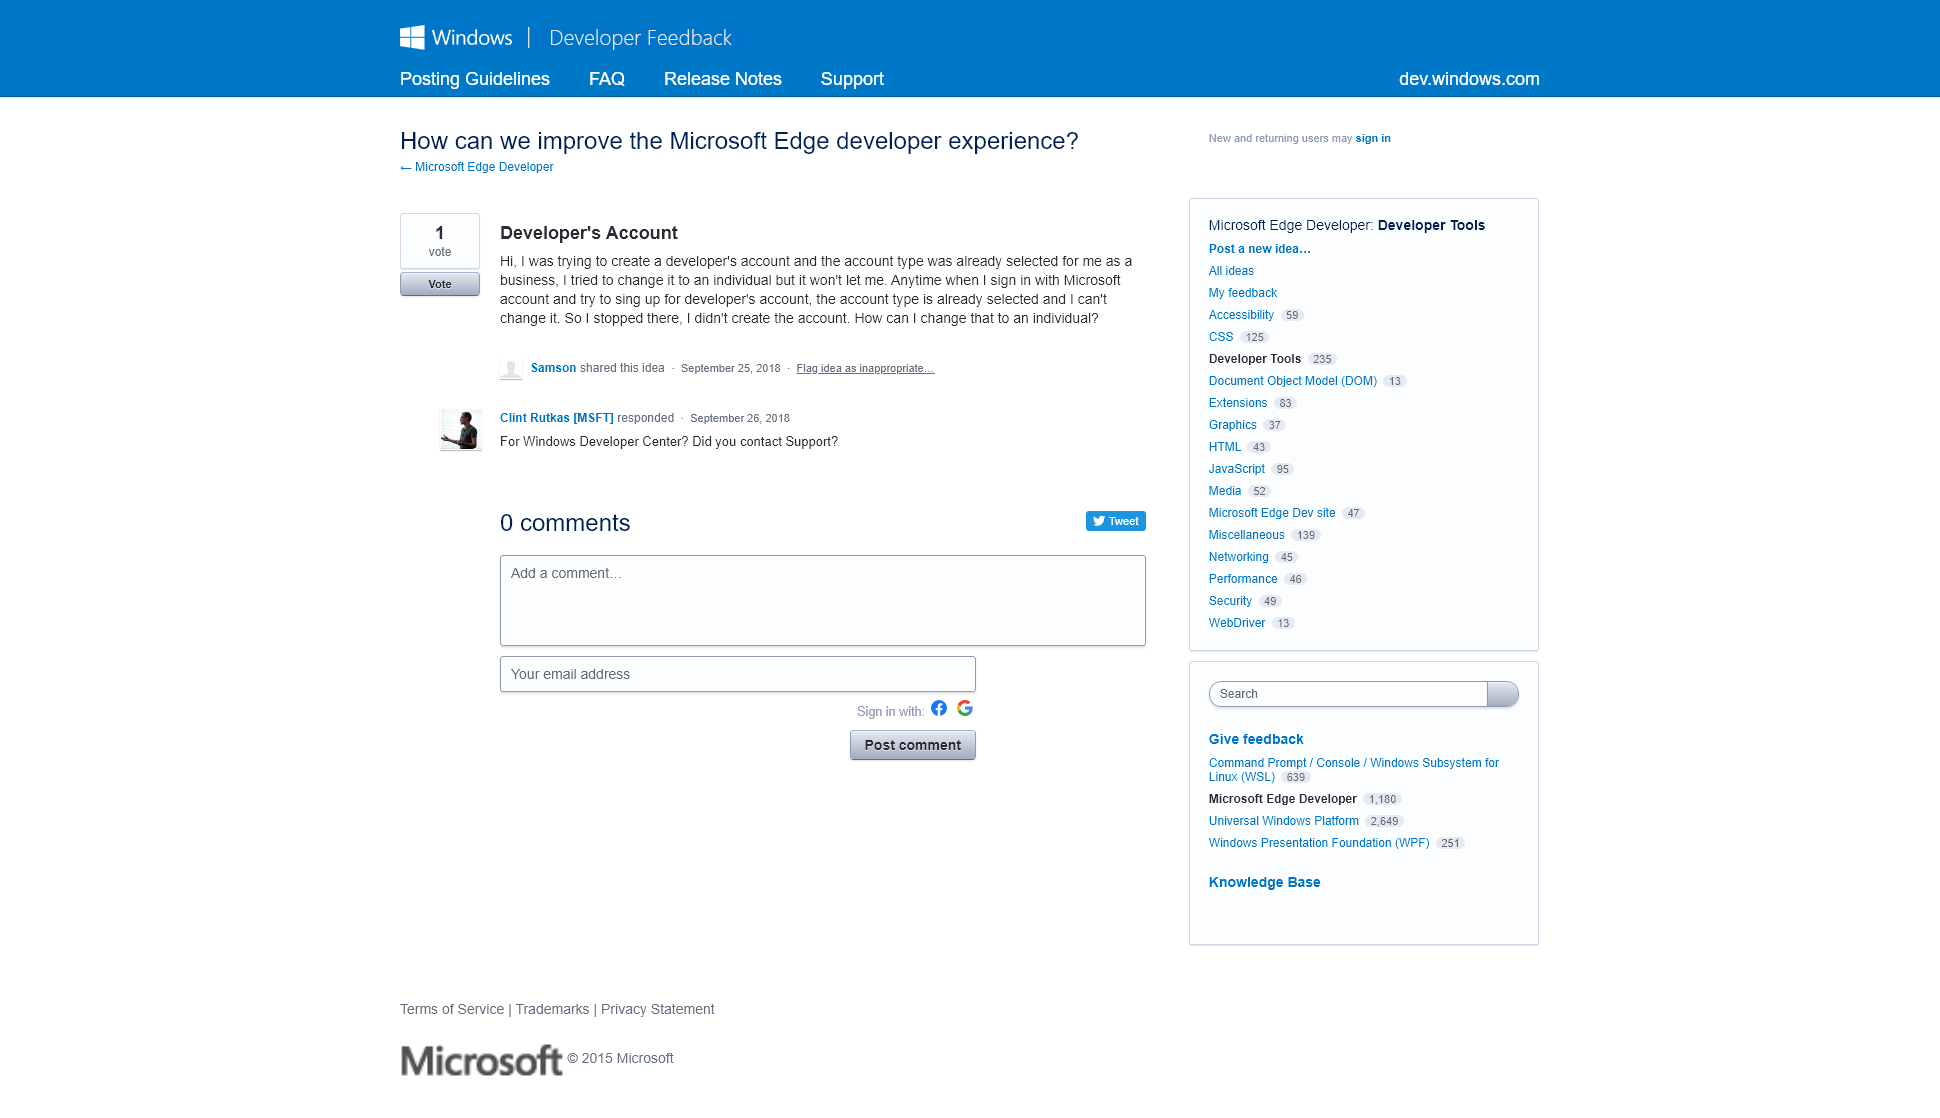 Windows | Developer Feedback
Posting Guidelines FAQ Release Notes Support dev.windows.com
How can we improve the Microsoft Edge developer experience?
← Microsoft Edge Developer
New and returning users may sign in
1
vote
Vote
Developer's Account
Hi, I was trying to create a developer's account and the account type was already selected for me as a
business, I tried to change it to an individual but it won't let me. Anytime when I sign in with Microsoft
account and try to sing up for developer's account, the account type is already selected and I can't
change it. So I stopped there, I didn't create the account. How can I change that to an individual?
Samson shared this idea · September 25, 2018 · Flag idea as inappropriate…
Clint Rutkas [MSFT] responded · September 26, 2018
For Windows Developer Center? Did you contact Support?
0 comments
Tweet
Add a comment…
Your email address
Sign in with:
Post comment
Microsoft Edge Developer: Developer Tools
Post a new idea…
All ideas
My feedback
Accessibility 59
CSS 125
Developer Tools 235
Document Object Model (DOM) 13
Extensions 83
Graphics 37
HTML 43
JavaScript 95
Media 52
Microsoft Edge Dev site 47
Miscellaneous 139
Networking 45
Performance 46
Security 49
WebDriver 13
Search
Give feedback
Command Prompt / Console / Windows Subsystem for
Linux (WSL) 639
Microsoft Edge Developer 1,180
Universal Windows Platform 2,649
Windows Presentation Foundation (WPF) 251
Knowledge Base
Terms of Service | Trademarks | Privacy Statement
Microsoft © 2015 Microsoft